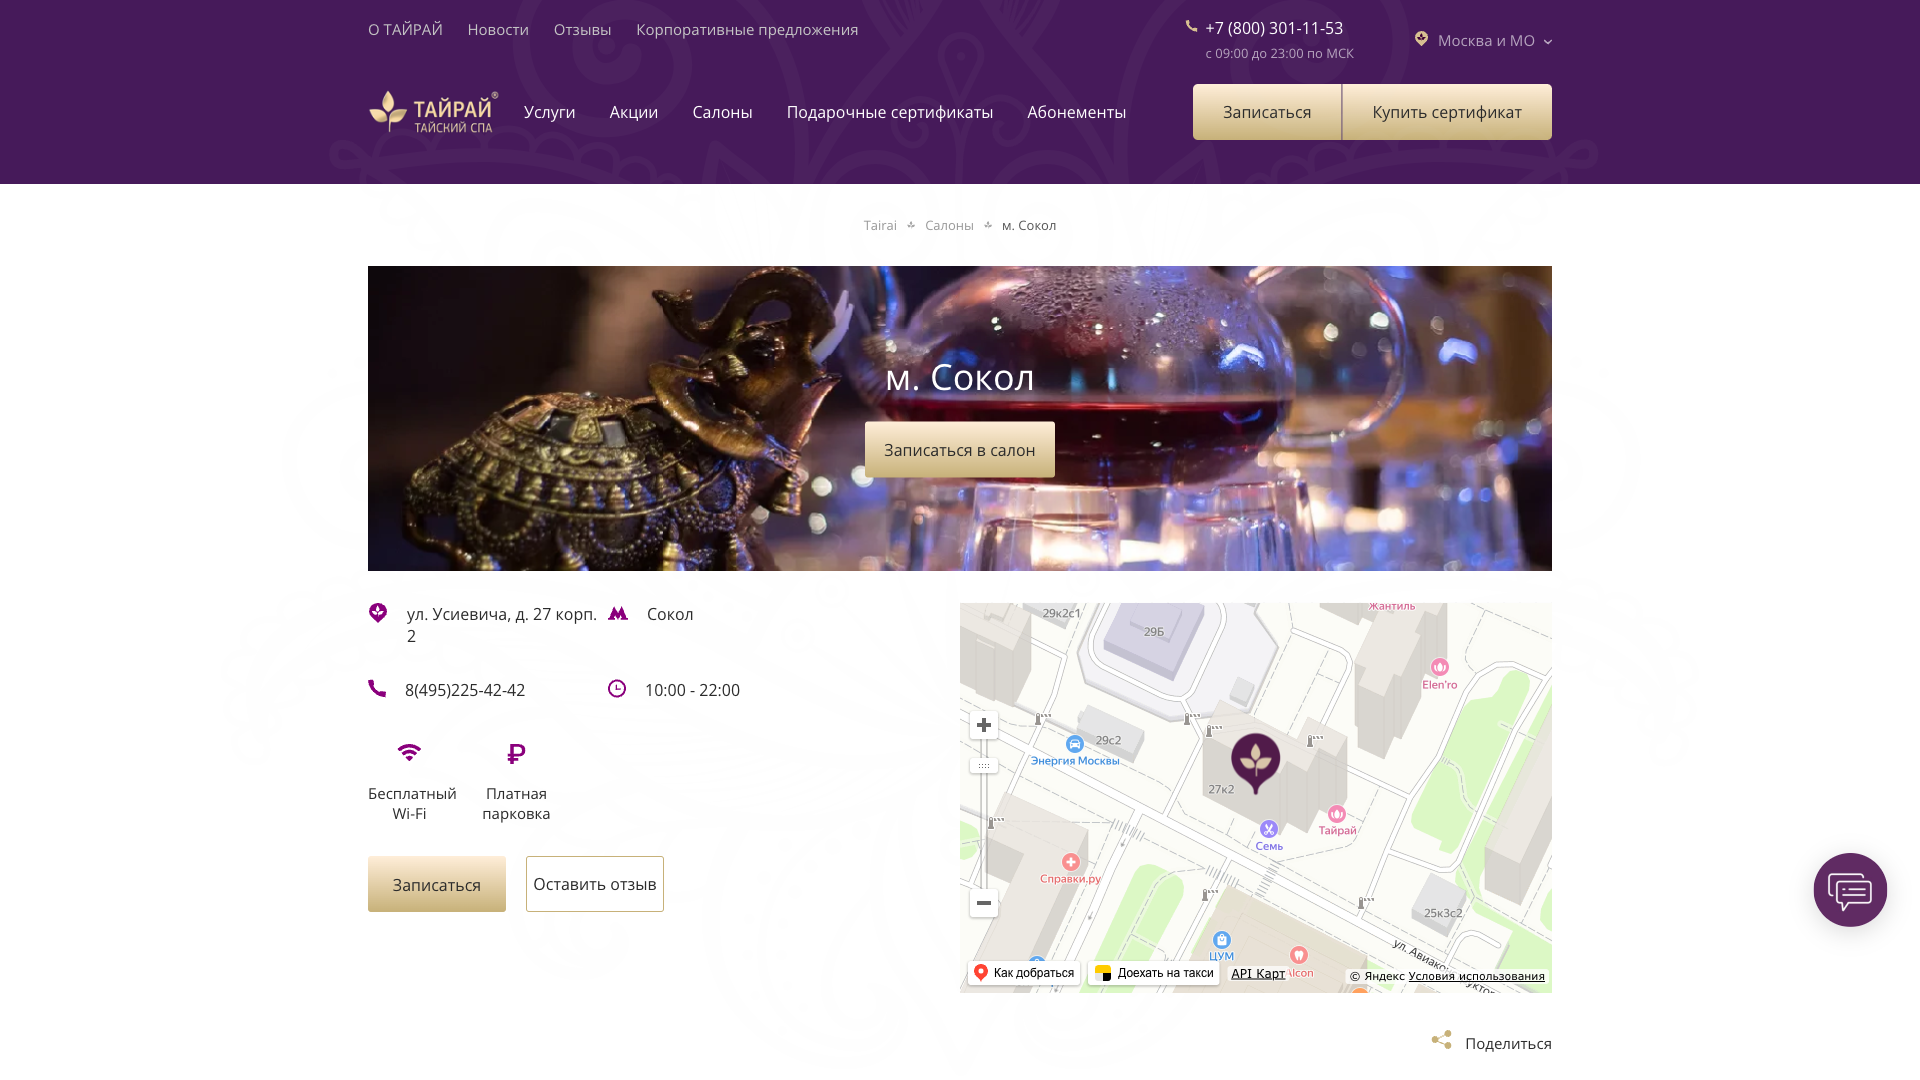 О ТАЙРАЙ Новости Отзывы Корпоративные предложения
+7 (800) 301-11-53
с 09:00 до 23:00 по МСК
Москва и МО
ТАЙРАЙ®
ТАЙСКИЙ СПА
Услуги Акции Салоны Подарочные сертификаты Абонементы
Записаться Купить сертификат
Tairai Салоны м. Сокол
м. Сокол
Записаться в салон
ул. Усиевича, д. 27 корп.
2
Сокол
8(495)225-42-42
10:00 - 22:00
Бесплатный
Wi-Fi
Платная
парковка
Записаться
Оставить отзыв
29к2с1
Жантиль
29Б
Elen'ro
29с2
Энергия Москвы
27к2
Тайрай
Семь
Справки.ру
25к3с2
ЦУМ
Alcon
Как добраться
Доехать на такси
API Карт
© Яндекс Условия использования
Поделиться